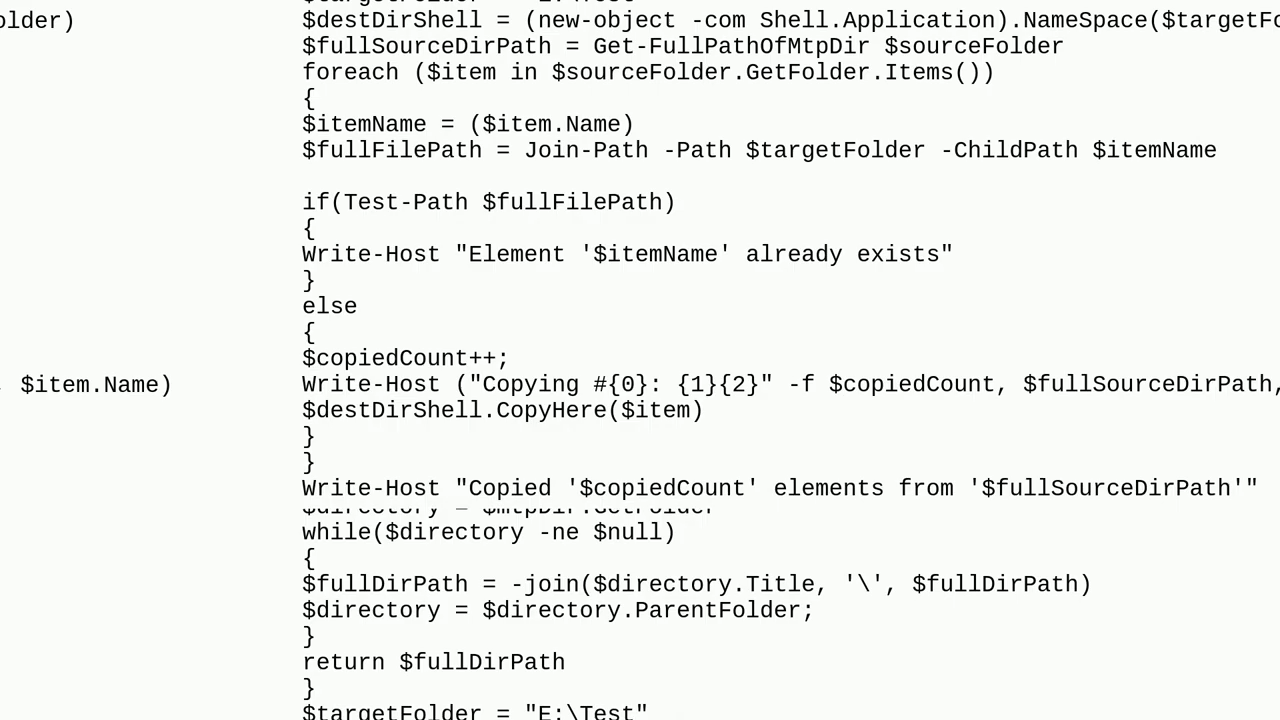 $destDirShell = (new-object -com Shell.Application).NameSpace($targetFo
older)
$fullSourceDirPath = Get-FullPathOfMtpDir $sourceFolder
foreach ($item in $sourceFolder.GetFolder.Items())
{
$itemName = ($item.Name)
$fullFilePath = Join-Path -Path $targetFolder -ChildPath $itemName
if(Test-Path $fullFilePath)
{
Write-Host "Element '$itemName' already exists"
}
else
{
$copiedCount++;
Write-Host ("Copying #{0}: {1}{2}" -f $copiedCount, $fullSourceDirPath,
$item.Name)
$destDirShell.CopyHere($item)
}
}
Write-Host "Copied '$copiedCount' elements from '$fullSourceDirPath'"
$directory = $mtpDir.GetFolder
while($directory -ne $null)
{
$fullDirPath = -join($directory.Title, '\', $fullDirPath)
$directory = $directory.ParentFolder;
}
return $fullDirPath
}
$targetFolder = "E:\Test"